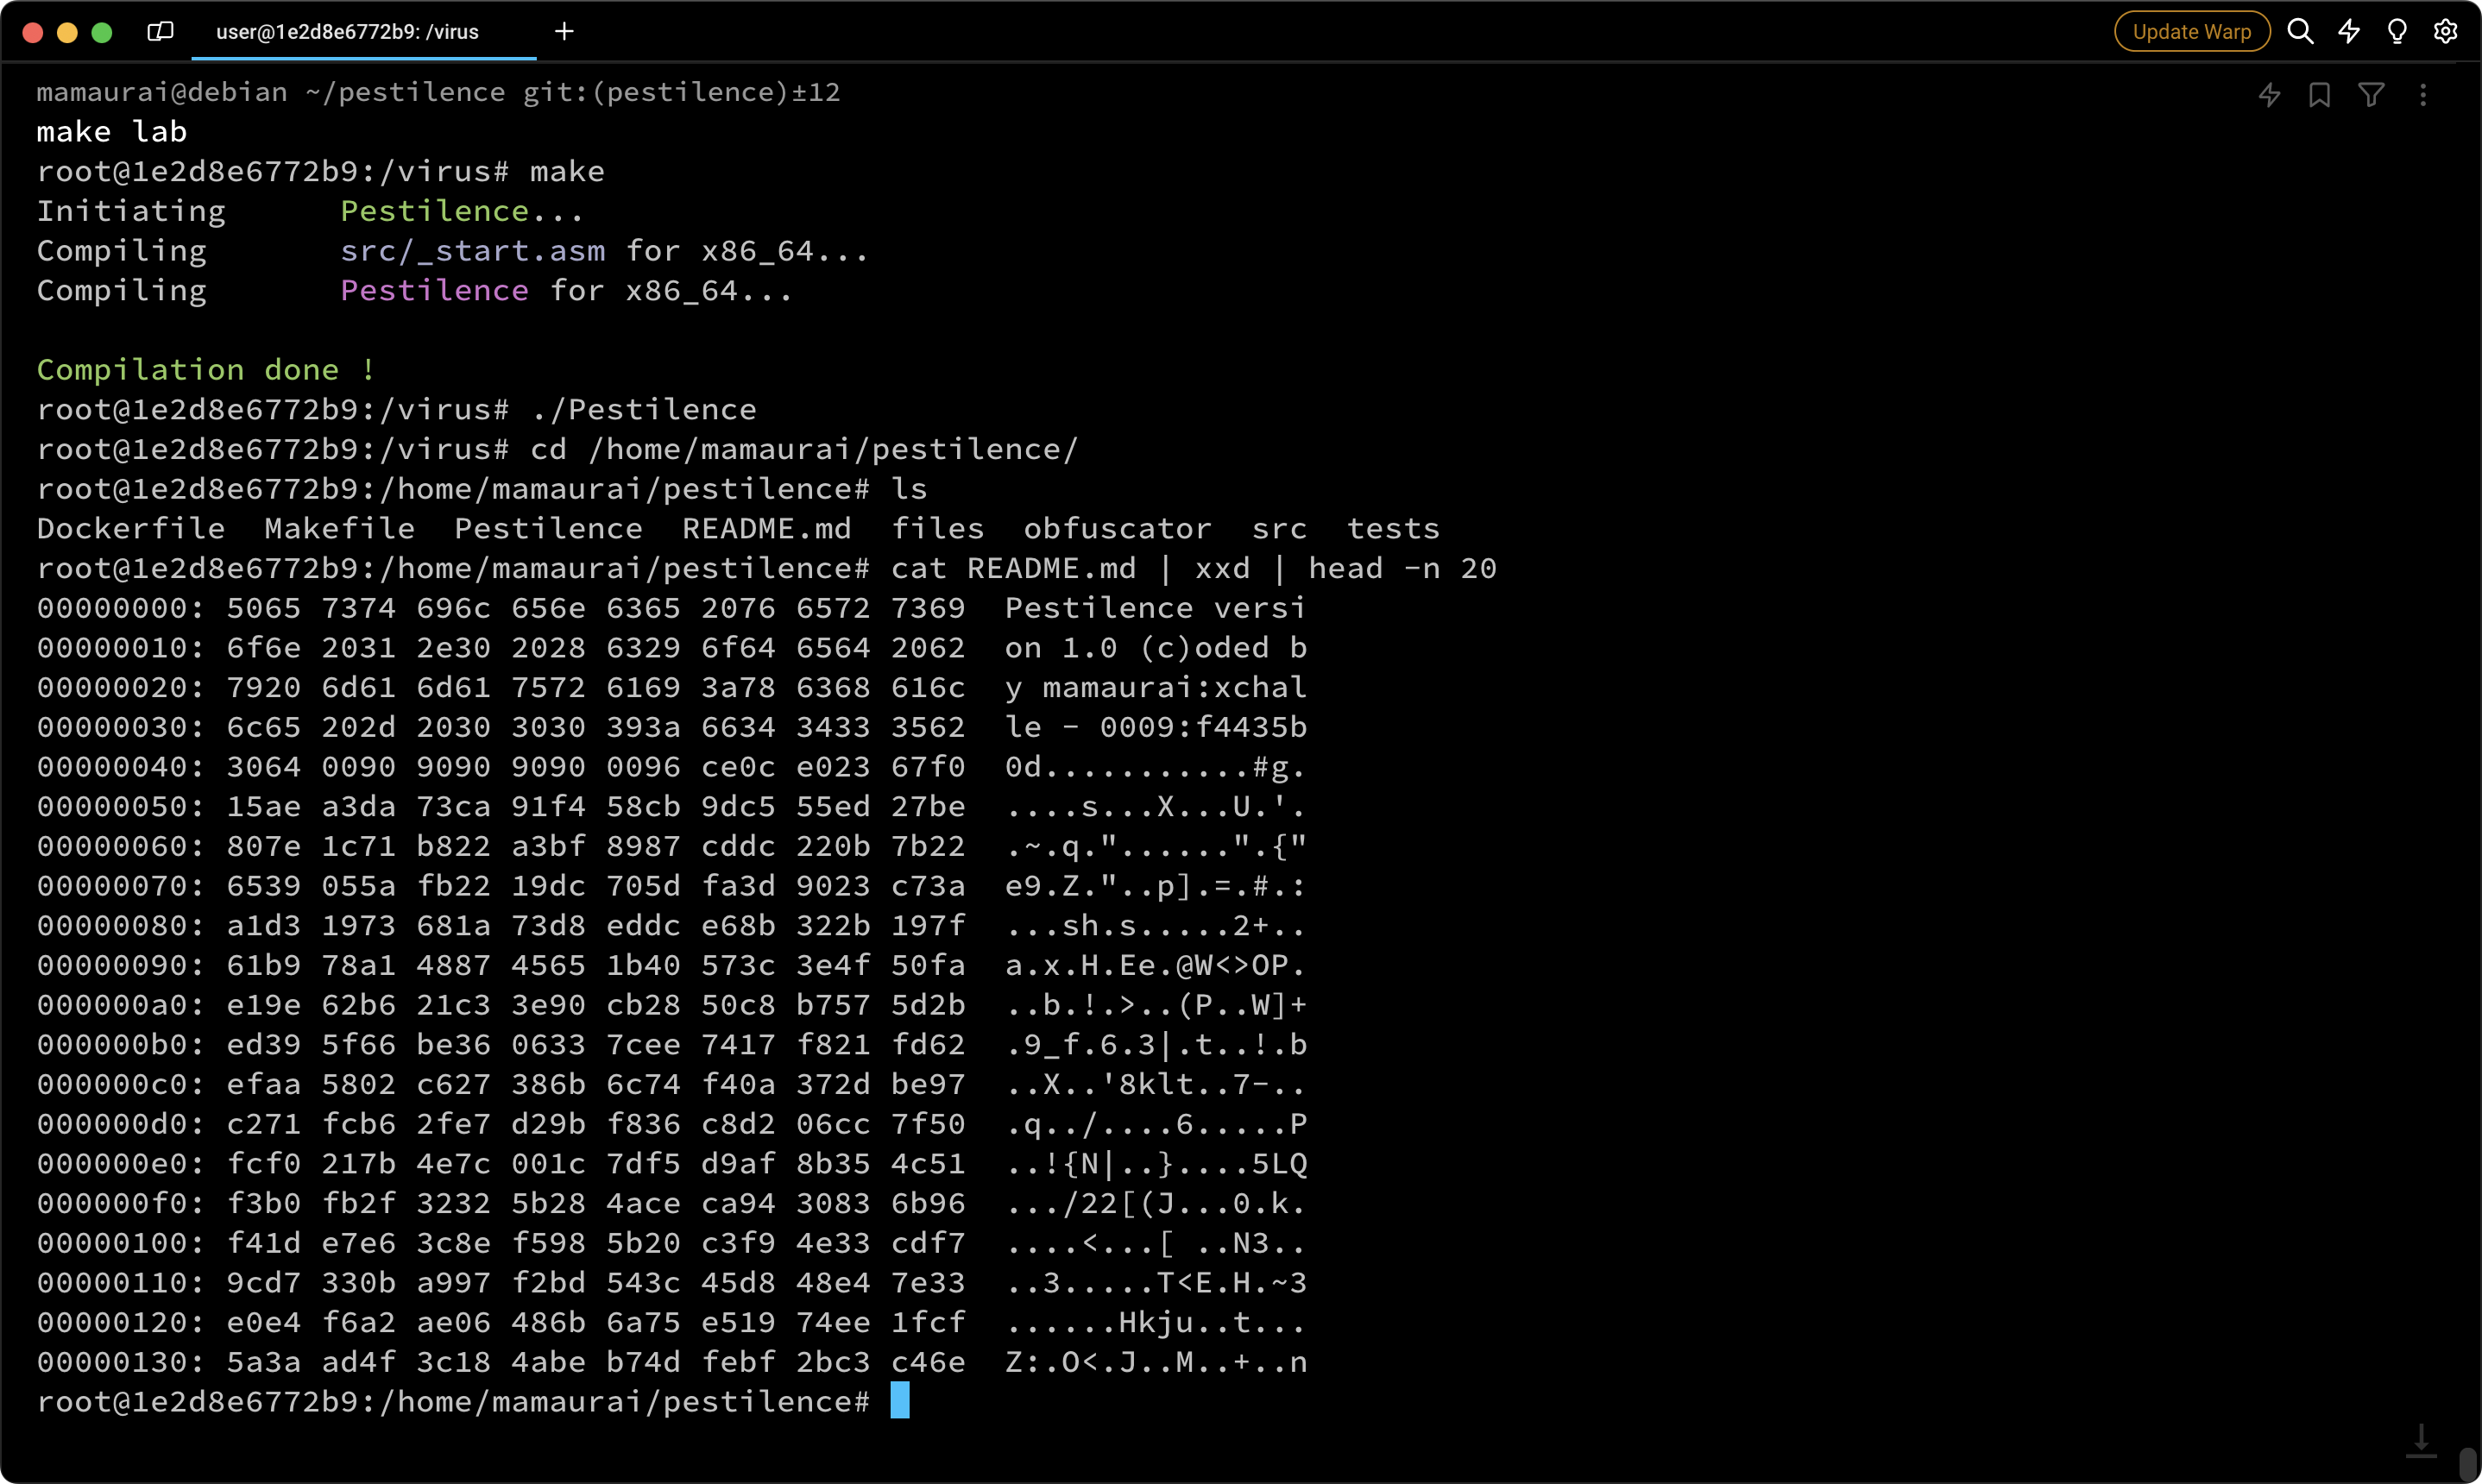 user@1e2d8e6772b9: /virus
Update Warp
mamaurai@debian ~/pestilence git:(pestilence)±12
make lab
root@1e2d8e6772b9:/virus# make
Initiating       Pestilence...
Compiling        src/_start.asm for x86_64...
Compiling        Pestilence for x86_64...
Compilation done !
root@1e2d8e6772b9:/virus# ./Pestilence
root@1e2d8e6772b9:/virus# cd /home/mamaurai/pestilence/
root@1e2d8e6772b9:/home/mamaurai/pestilence# ls
Dockerfile  Makefile  Pestilence  README.md  files  obfuscator  src  tests
root@1e2d8e6772b9:/home/mamaurai/pestilence# cat README.md | xxd | head -n 20
00000000: 5065 7374 696c 656e 6365 2076 6572 7369  Pestilence versi
00000010: 6f6e 2031 2e30 2028 6329 6f64 6564 2062  on 1.0 (c)oded b
00000020: 7920 6d61 6d61 7572 6169 3a78 6368 616c  y mamaurai:xchal
00000030: 6c65 202d 2030 3030 393a 6634 3433 3562  le - 0009:f4435b
00000040: 3064 0090 9090 9090 0096 ce0c e023 67f0  0d...........#g.
00000050: 15ae a3da 73ca 91f4 58cb 9dc5 55ed 27be  ....s...X...U.'.
00000060: 807e 1c71 b822 a3bf 8987 cddc 220b 7b22  .~.q."......".{"
00000070: 6539 055a fb22 19dc 705d fa3d 9023 c73a  e9.Z."..p].=.#.:
00000080: a1d3 1973 681a 73d8 eddc e68b 322b 197f  ...sh.s.....2+..
00000090: 61b9 78a1 4887 4565 1b40 573c 3e4f 50fa  a.x.H.Ee.@W<>OP.
000000a0: e19e 62b6 21c3 3e90 cb28 50c8 b757 5d2b  ..b.!.>..(P..W]+
000000b0: ed39 5f66 be36 0633 7cee 7417 f821 fd62  .9_f.6.3|.t..!.b
000000c0: efaa 5802 c627 386b 6c74 f40a 372d be97  ..X..'8klt..7-..
000000d0: c271 fcb6 2fe7 d29b f836 c8d2 06cc 7f50  .q../....6.....P
000000e0: fcf0 217b 4e7c 001c 7df5 d9af 8b35 4c51  ..!{N|..}....5LQ
000000f0: f3b0 fb2f 3232 5b28 4ace ca94 3083 6b96  .../22[(J...0.k.
00000100: f41d e7e6 3c8e f598 5b20 c3f9 4e33 cdf7  ....<...[ ..N3..
00000110: 9cd7 330b a997 f2bd 543c 45d8 48e4 7e33  ..3.....T<E.H.~3
00000120: e0e4 f6a2 ae06 486b 6a75 e519 74ee 1fcf  ......Hkju..t...
00000130: 5a3a ad4f 3c18 4abe b74d febf 2bc3 c46e  Z:.O<.J..M..+..n
root@1e2d8e6772b9:/home/mamaurai/pestilence#